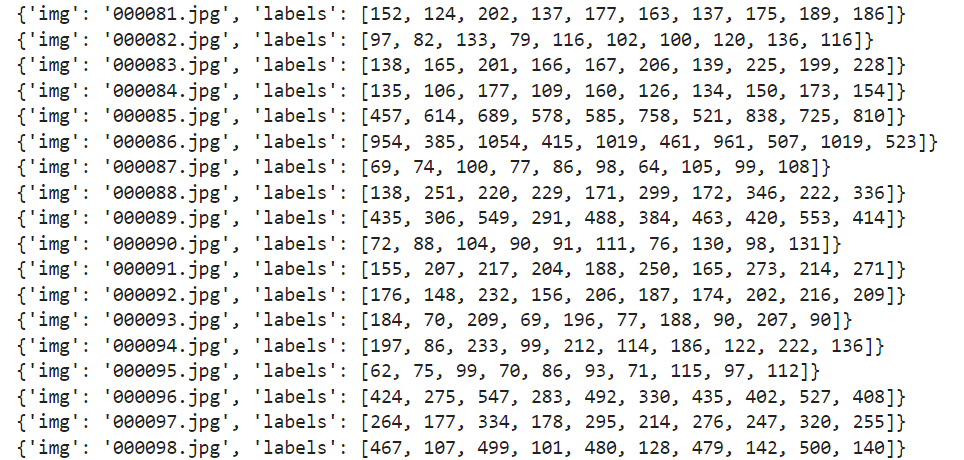 {'img': '000081.jpg', 'labels': [152, 124, 202, 137, 177, 163, 137, 175, 189, 186]}
{'img': '000082.jpg', 'labels': [97, 82, 133, 79, 116, 102, 100, 120, 136, 116]}
{'img': '000083.jpg', 'labels': [138, 165, 201, 166, 167, 206, 139, 225, 199, 228]}
{'img': '000084.jpg', 'labels': [135, 106, 177, 109, 160, 126, 134, 150, 173, 154]}
{'img': '000085.jpg', 'labels': [457, 614, 689, 578, 585, 758, 521, 838, 725, 810]}
{'img': '000086.jpg', 'labels': [954, 385, 1054, 415, 1019, 461, 961, 507, 1019, 523]}
{'img': '000087.jpg', 'labels': [69, 74, 100, 77, 86, 98, 64, 105, 99, 108]}
{'img': '000088.jpg', 'labels': [138, 251, 220, 229, 171, 299, 172, 346, 222, 336]}
{'img': '000089.jpg', 'labels': [435, 306, 549, 291, 488, 384, 463, 420, 553, 414]}
{'img': '000090.jpg', 'labels': [72, 88, 104, 90, 91, 111, 76, 130, 98, 131]}
{'img': '000091.jpg', 'labels': [155, 207, 217, 204, 188, 250, 165, 273, 214, 271]}
{'img': '000092.jpg', 'labels': [176, 148, 232, 156, 206, 187, 174, 202, 216, 209]}
{'img': '000093.jpg', 'labels': [184, 70, 209, 69, 196, 77, 188, 90, 207, 90]}
{'img': '000094.jpg', 'labels': [197, 86, 233, 99, 212, 114, 186, 122, 222, 136]}
{'img': '000095.jpg', 'labels': [62, 75, 99, 70, 86, 93, 71, 115, 97, 112]}
{'img': '000096.jpg', 'labels': [424, 275, 547, 283, 492, 330, 435, 402, 527, 408]}
{'img': '000097.jpg', 'labels': [264, 177, 334, 178, 295, 214, 276, 247, 320, 255]}
{'img': '000098.jpg', 'labels': [467, 107, 499, 101, 480, 128, 479, 142, 500, 140]}